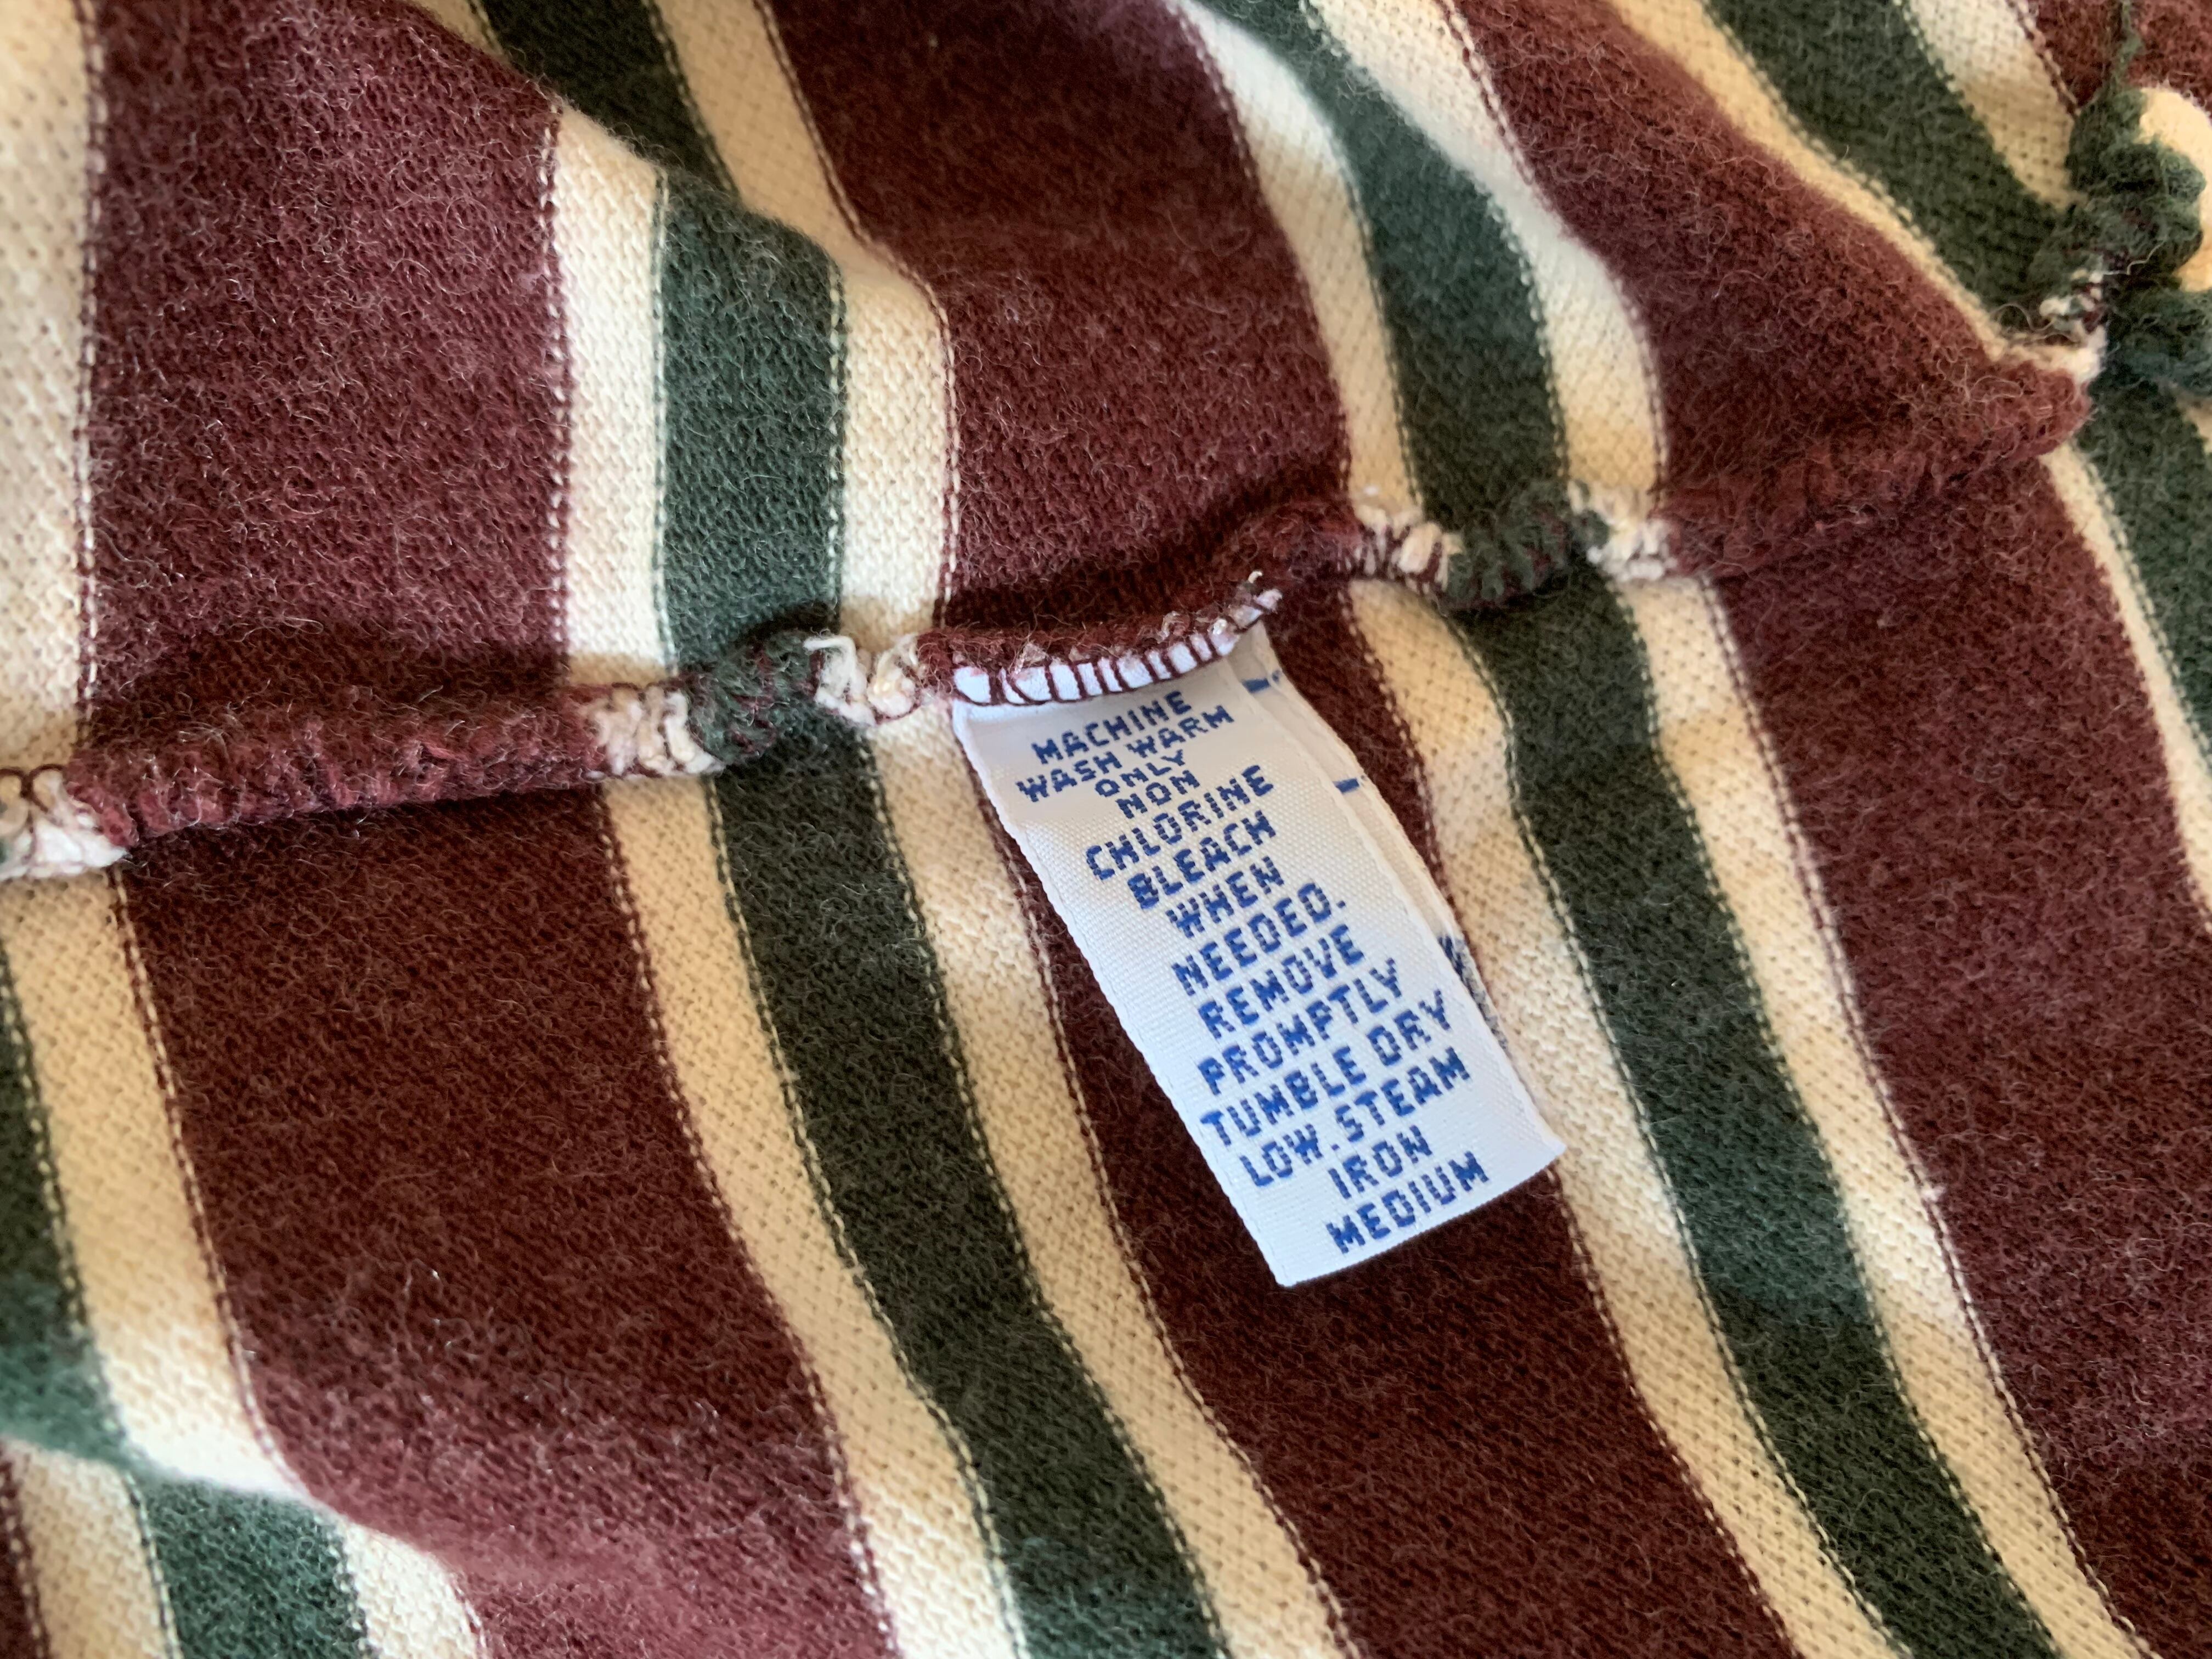 MACHINE
WASH WARM
ONLY
NON
CHLORINE
BLEACH
WHEN
NEEDED.
REMOVE
PROMPTLY
TUMBLE DRY
LOW.STEAM
IRON
MEDIUM